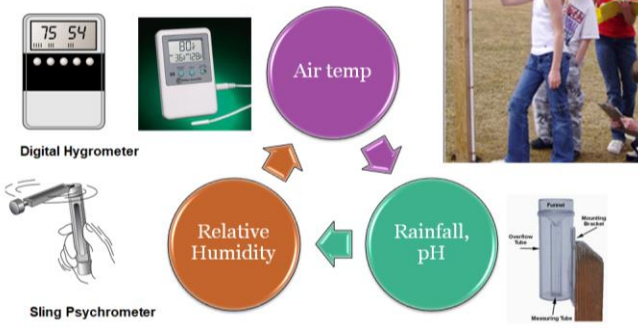 75 54
80
Air temp
Digital Hygrometer
Relative
Humidity
Rainfall,
pH
Funnel
Mounting
Bracket
Overflow
Tube
Measuring Tube
Sling Psychrometer